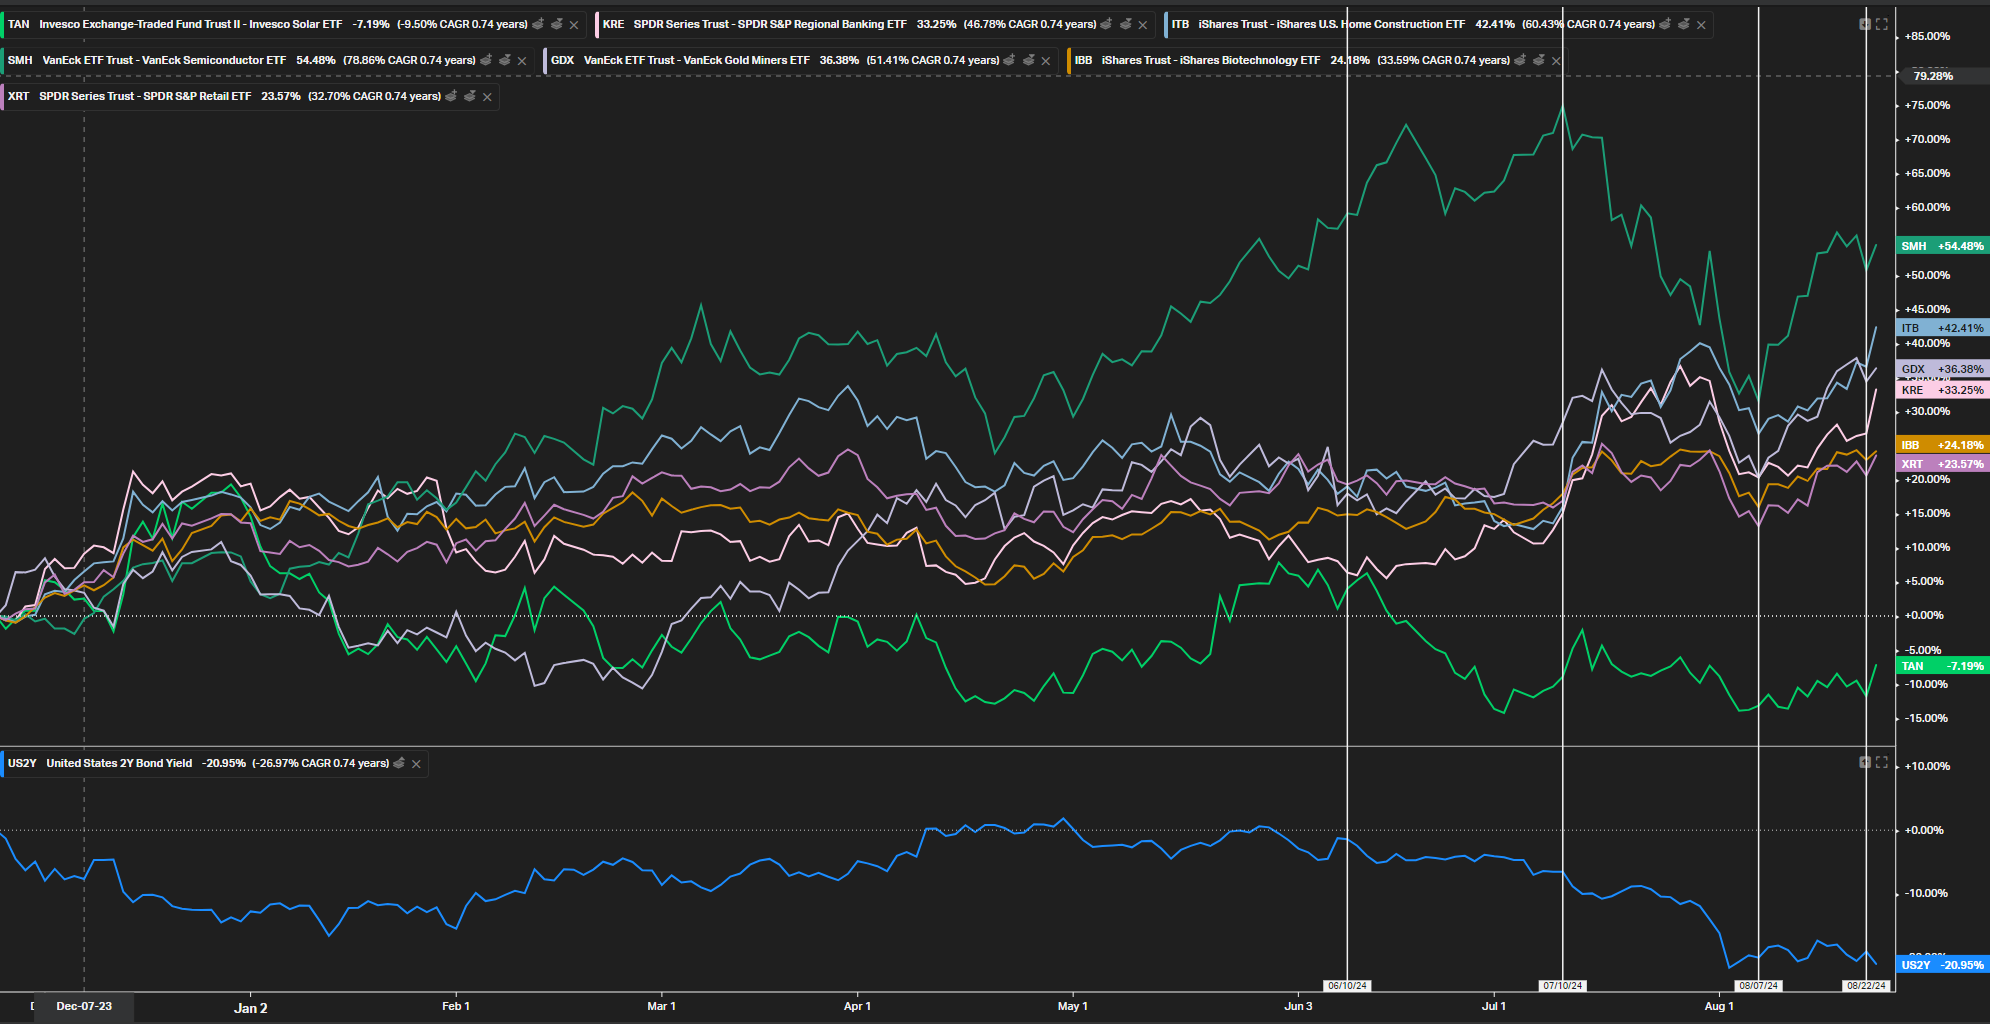 TAN Invesco Exchange-Traded Fund Trust II - Invesco Solar ETF -7.19% (-9.50% CAGR 0.74 years)
KRE SPDR Series Trust - SPDR S&P Regional Banking ETF 33.25% (46.78% CAGR 0.74 years)
ITB iShares Trust - iShares U.S. Home Construction ETF 42.41% (60.43% CAGR 0.74 years)
SMH VanEck ETF Trust - VanEck Semiconductor ETF 54.48% (78.86% CAGR 0.74 years)
GDX VanEck ETF Trust - VanEck Gold Miners ETF 36.38% (51.41% CAGR 0.74 years)
IBB iShares Trust - iShares Biotechnology ETF 24.18% (33.59% CAGR 0.74 years)
XRT SPDR Series Trust - SPDR S&P Retail ETF 23.57% (32.70% CAGR 0.74 years)
+85.00%
79.28%
+75.00%
+70.00%
+65.00%
+60.00%
SMH +54.48%
+50.00%
+45.00%
ITB +42.41%
+40.00%
GDX +36.38%
KRE +33.25%
+30.00%
IBB +24.18%
XRT +23.57%
+20.00%
+15.00%
+10.00%
+5.00%
+0.00%
-5.00%
TAN -7.19%
-10.00%
-15.00%
US2Y United States 2Y Bond Yield -20.95% (-26.97% CAGR 0.74 years)
+10.00%
+0.00%
-10.00%
US2Y -20.95%
06/10/24
07/10/24
08/07/24
08/22/24
Dec-07-23
Jan 2
Feb 1
Mar 1
Apr 1
May 1
Jun 3
Jul 1
Aug 1